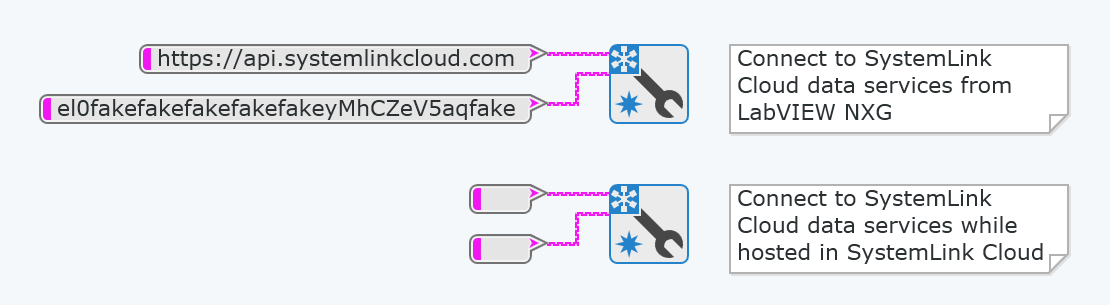 https://api.systemlinkcloud.com
el0fakefakefakefakefakeyMhCZeV5aqfake
Connect to SystemLink
Cloud data services from
LabVIEW NXG
Connect to SystemLink
Cloud data services while
hosted in SystemLink Cloud